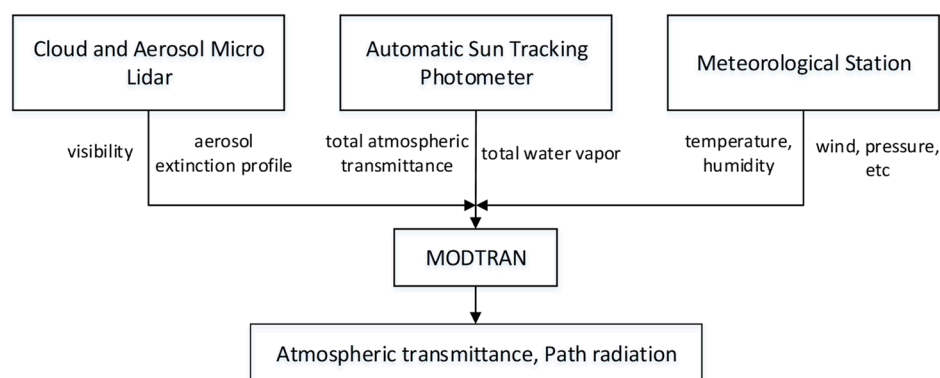 Cloud and Aerosol Micro
Lidar
Automatic Sun Tracking
Photometer
Meteorological Station
visibility
aerosol
extinction profile
total atmospheric
transmittance
total water vapor
temperature,
humidity
wind, pressure,
etc
MODTRAN
Atmospheric transmittance, Path radiation